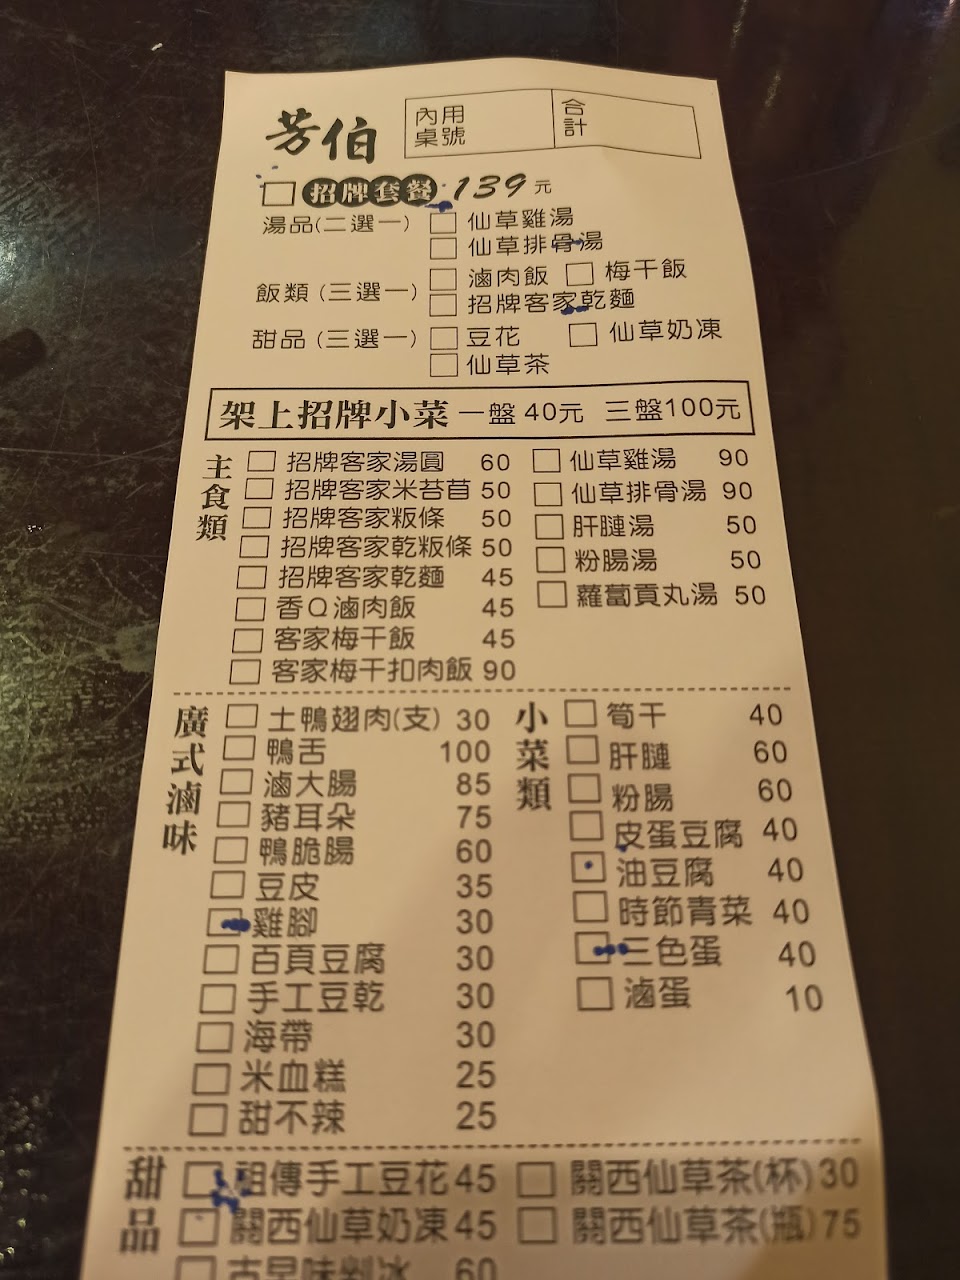 芳伯
內用桌號
合計
招牌套餐 139元
湯品(二選一) 仙草雞湯
仙草排骨湯
飯類(三選一) 滷肉飯 梅干飯
招牌客家乾麵
甜品(三選一) 豆花 仙草奶凍
仙草茶
架上招牌小菜 一盤40元 三盤100元
主食類
招牌客家湯圓 60
招牌客家米苔苜 50
招牌客家粄條 50
招牌客家乾粄條 50
招牌客家乾麵 45
香Q滷肉飯 45
客家梅干飯 45
客家梅干扣肉飯 90
仙草雞湯 90
仙草排骨湯 90
肝膁湯 50
粉腸湯 50
蘿蔔貢丸湯 50
廣式滷味
土鴨翅肉(支) 30
鴨舌 100
滷大腸 85
豬耳朵 75
鴨脆腸 60
豆皮 35
雞腳 30
百頁豆腐 30
手工豆乾 30
海帶 30
米血糕 25
甜不辣 25
小菜類
筍干 40
肝膁 60
粉腸 60
皮蛋豆腐 40
油豆腐 40
時節青菜 40
三色蛋 40
滷蛋 10
甜品
祖傳手工豆花 45
關西仙草奶凍 45
古早味剉冰 60
關西仙草茶(杯) 30
關西仙草茶(瓶) 75